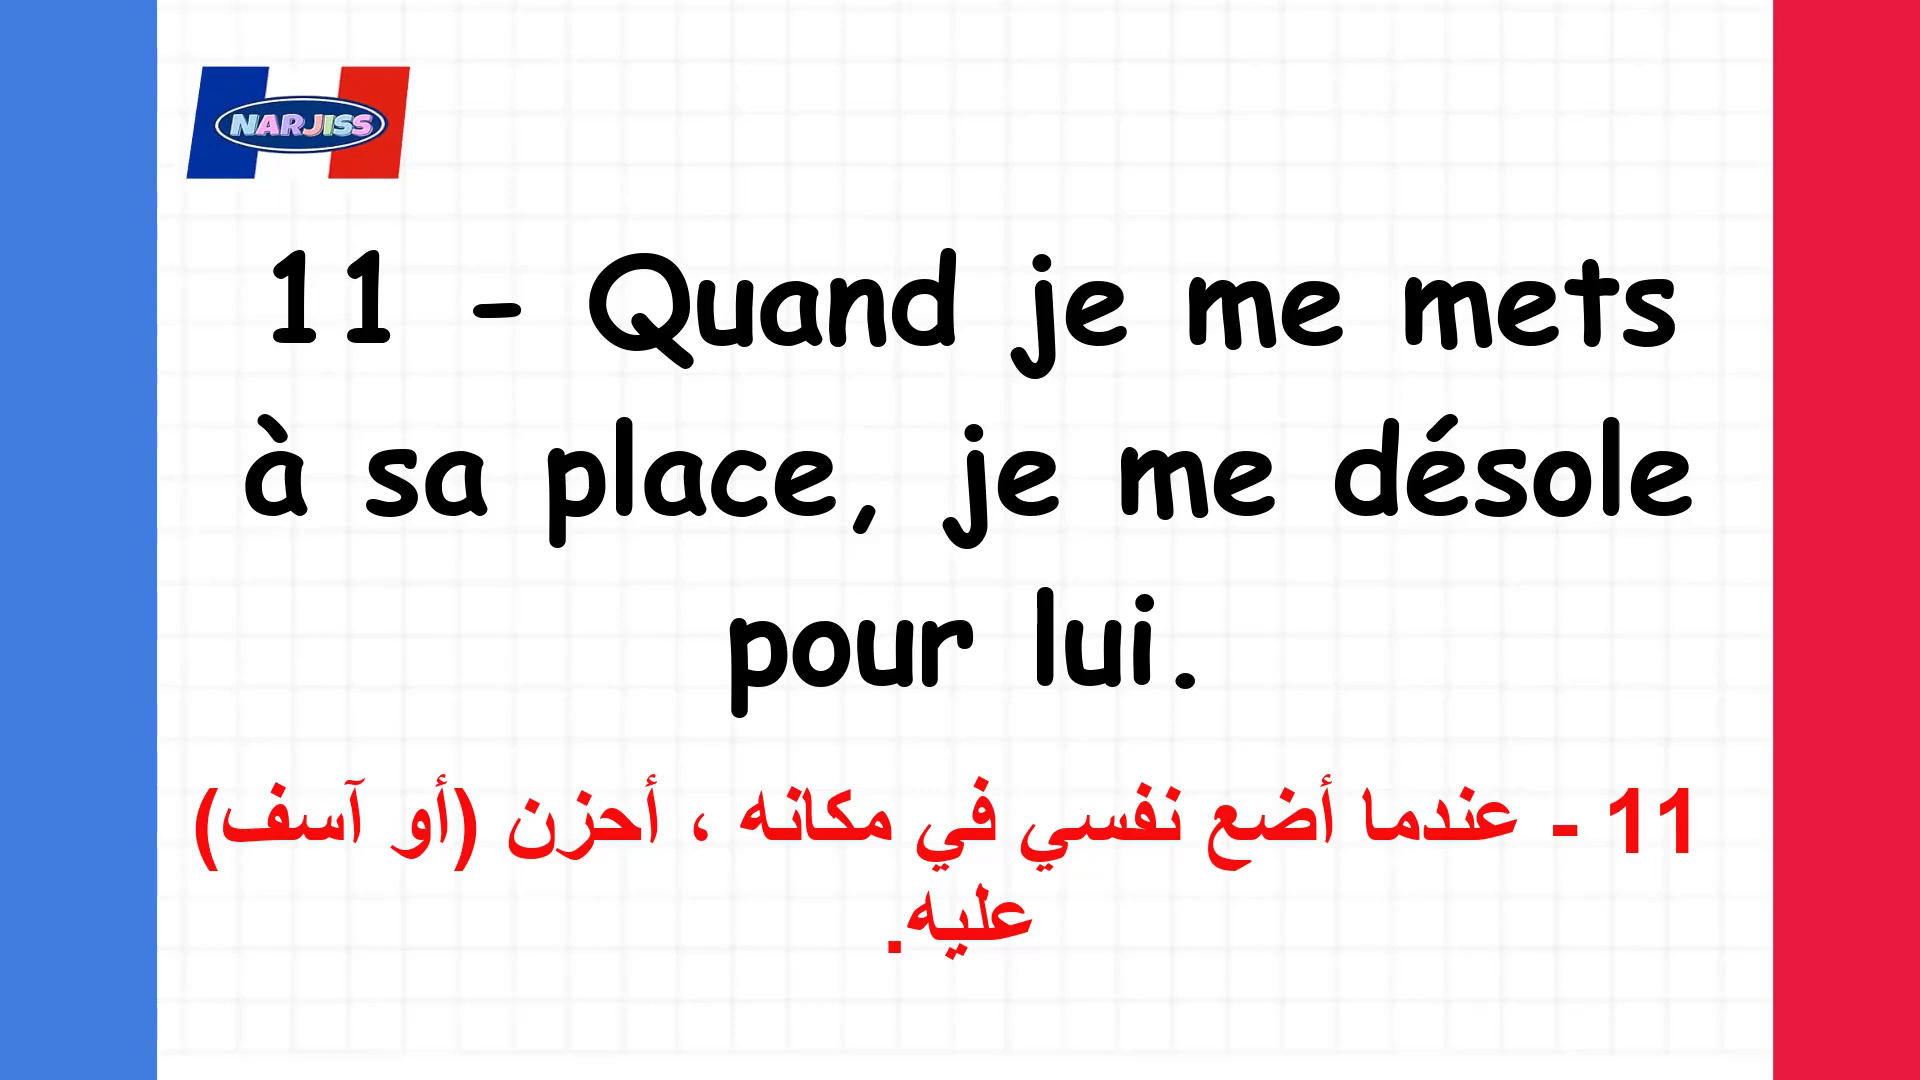 NARJISS
11 - Quand je me mets
à sa place, je me désole
pour lui.
11 - عندما أضع نفسي في مكانه ، أحزن (أو آسف)
عليه.